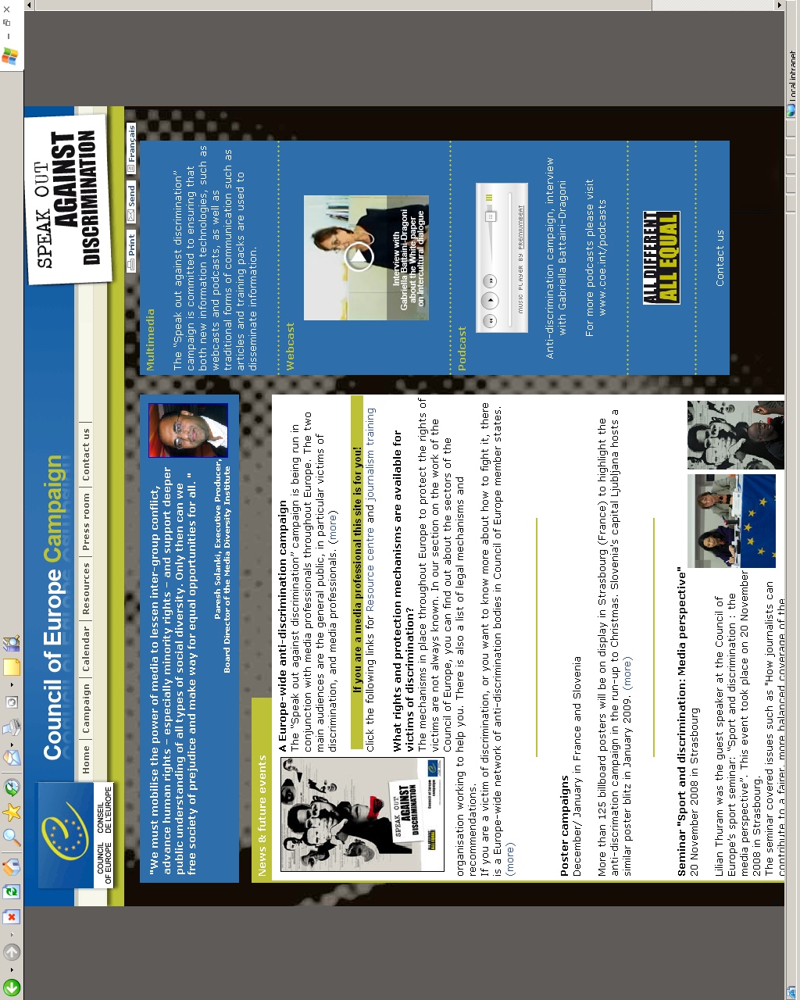 COUNCIL OF EUROPE
CONSEIL DE L'EUROPE
Council of Europe Campaign
SPEAK OUT
AGAINST
DISCRIMINATION
Home
Campaign
Calendar
Resources
Press room
Contact us
Print
Send
Français
"We must mobilise the power of media to lessen inter-group conflict,
advance human rights – especially minority rights – and support deeper
public understanding of all types of social diversity. Only then can we
free society of prejudice and make way for equal opportunities for all. "
Paresh Solanki, Executive Producer,
Board Director of the Media Diversity Institute
News & future events
SPEAK OUT
AGAINST
DISCRIMINATION
Council of Europe campaign
A Europe-wide anti-discrimination campaign
The “Speak out against discrimination” campaign is being run in
conjunction with media professionals throughout Europe. The two
main audiences are the general public, in particular victims of
discrimination, and media professionals. (more)
If you are a media professional this site is for you!
click the following links for Resource centre and journalism training
What rights and protection mechanisms are available for
victims of discrimination?
The mechanisms in place throughout Europe to protect the rights of
victims are not always known. In our section on the work of the
Council of Europe, you can find out about the sectors of the
organisation working to help you. There is also a list of legal mechanisms and
recommendations.
If you are a victim of discrimination, or you want to know more about how to fight it, there
is a Europe-wide network of anti-discrimination bodies in Council of Europe member states.
(more)
Poster campaigns
December/ January in France and Slovenia
More than 125 billboard posters will be on display in Strasbourg (France) to highlight the
anti-discrimation campaign in the run-up to Christmas. Slovenia's capital Ljubljana hosts a
similar poster blitz in January 2009. (more)
Seminar "Sport and discrimination: Media perspective"
20 November 2008 in Strasbourg
Lilian Thuram was the guest speaker at the Council of
Europe’s sport seminar: “Sport and discrimination : the
media perspective”. This event took place on 20 November
2008 in Strasbourg.
The seminar covered issues such as "How journalists can
contribute to a fairer, more balanced coverage of the
Multimedia
The “Speak out against discrimination”
campaign is committed to ensuring that
both new information technologies, such as
webcasts and podcasts, as well as
traditional forms of communication such as
articles and training packs are used to
disseminate information.
Webcast
Interview with
Gabriella Battaini-Dragoni
about the White paper
on Intercultural dialogue
Podcast
MUSIC PLAYER BY PREMIUMBEAT
Anti-discrimination campaign, interview
with Gabriella Battaini-Dragoni
For more podcasts please visit
www.coe.int/podcasts
ALL DIFFERENT
ALL EQUAL
Contact us
Local intranet